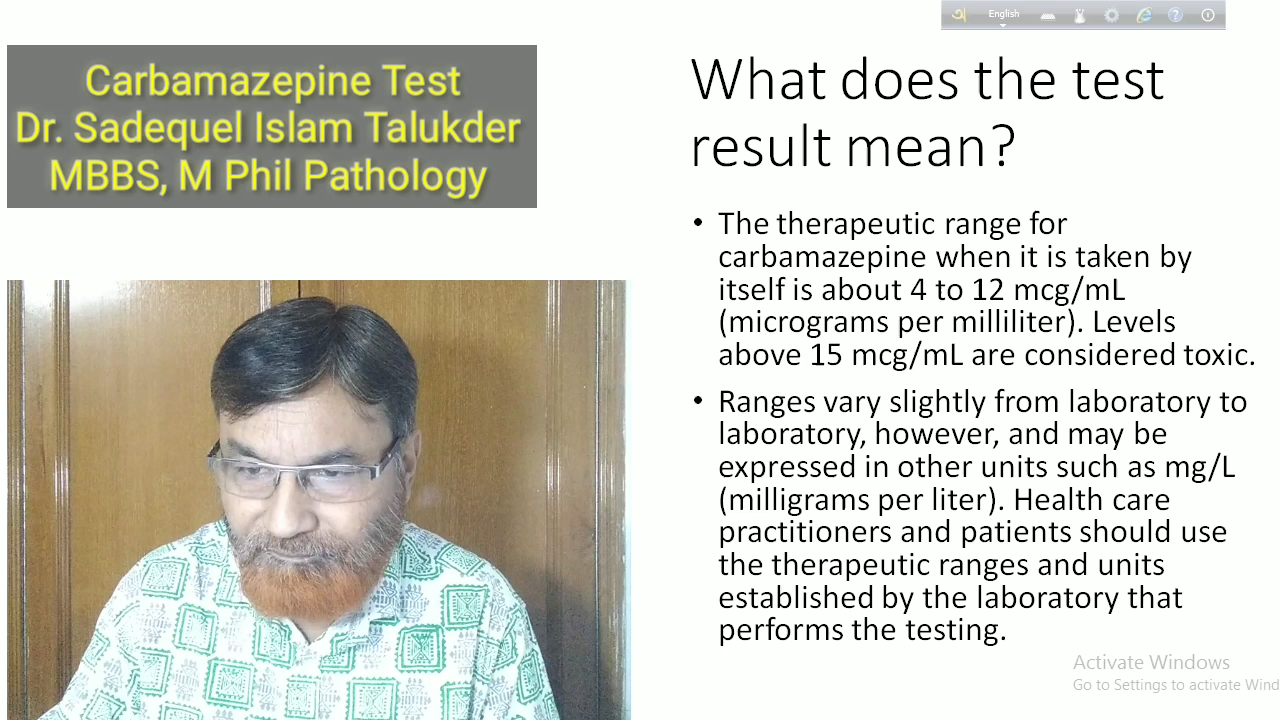 English
Carbamazepine Test
Dr. Sadequel Islam Talukder
MBBS, M Phil Pathology
What does the test
result mean?
• The therapeutic range for
carbamazepine when it is taken by
itself is about 4 to 12 mcg/mL
(micrograms per milliliter). Levels
above 15 mcg/mL are considered toxic.
• Ranges vary slightly from laboratory to
laboratory, however, and may be
expressed in other units such as mg/L
(milligrams per liter). Health care
practitioners and patients should use
the therapeutic ranges and units
established by the laboratory that
performs the testing.
Activate Windows
Go to Settings to activate Wind